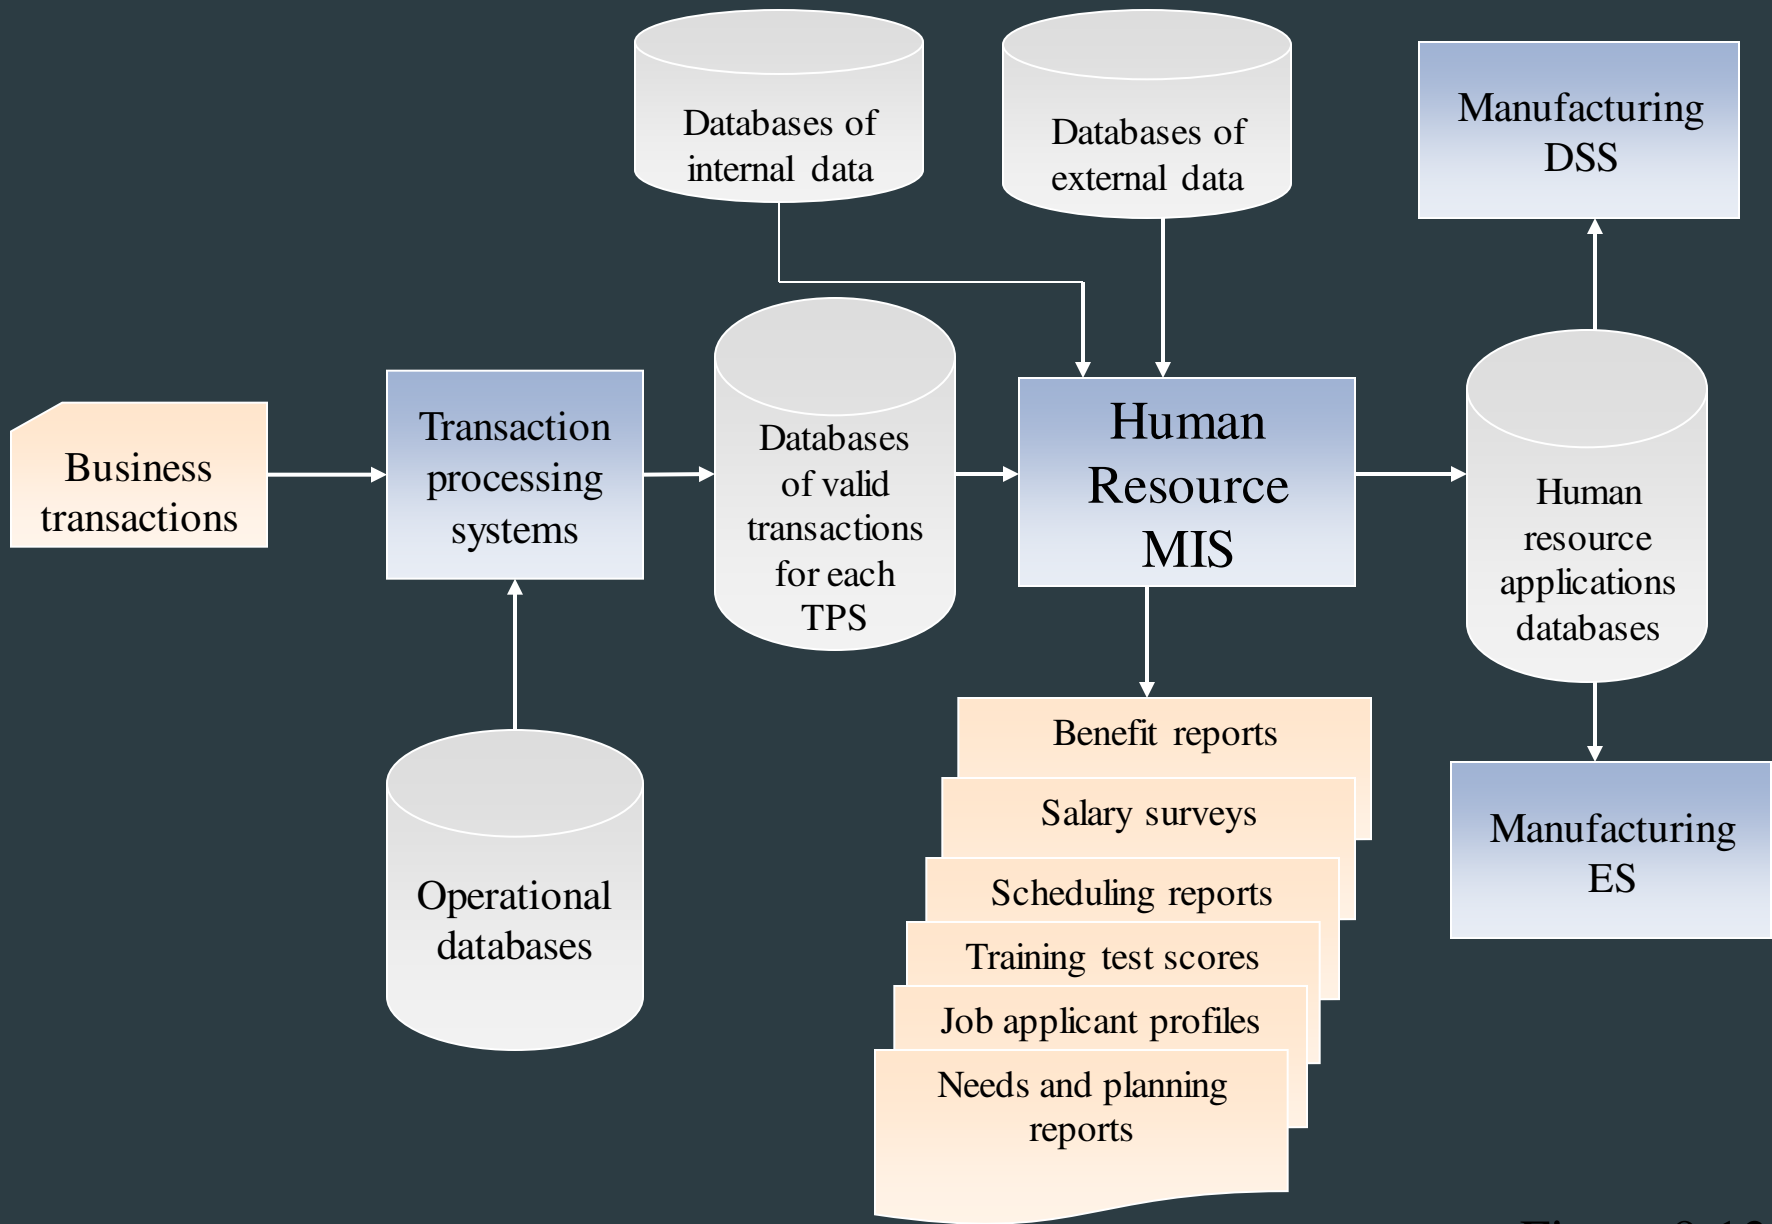 Databases of
internal data
Databases of
external data
Manufacturing
DSS
Business
transactions
Transaction
processing
systems
Databases
of valid
transactions
for each
TPS
Human
Resource
MIS
Human
resource
applications
databases
Operational
databases
Benefit reports
Salary surveys
Scheduling reports
Training test scores
Job applicant profiles
Needs and planning
reports
Manufacturing
ES